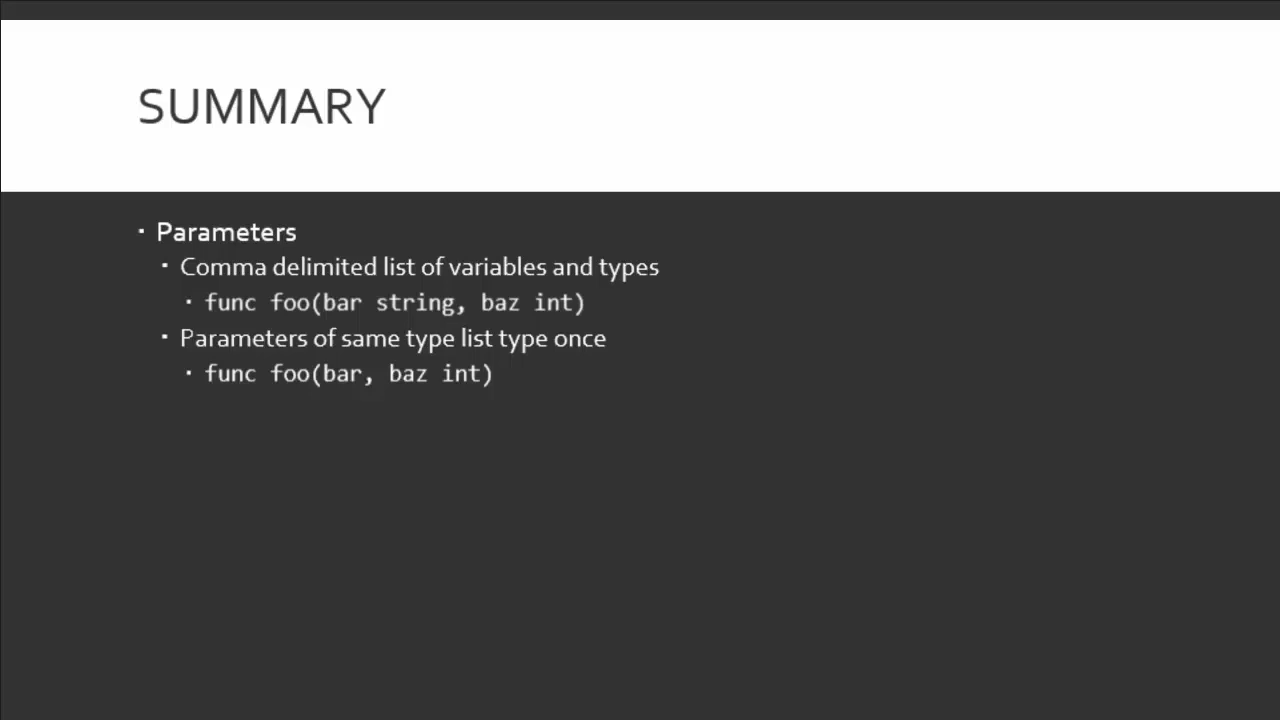 SUMMARY
Parameters
Comma delimited list of variables and types
func foo(bar string, baz int)
Parameters of same type list type once
func foo(bar, baz int)